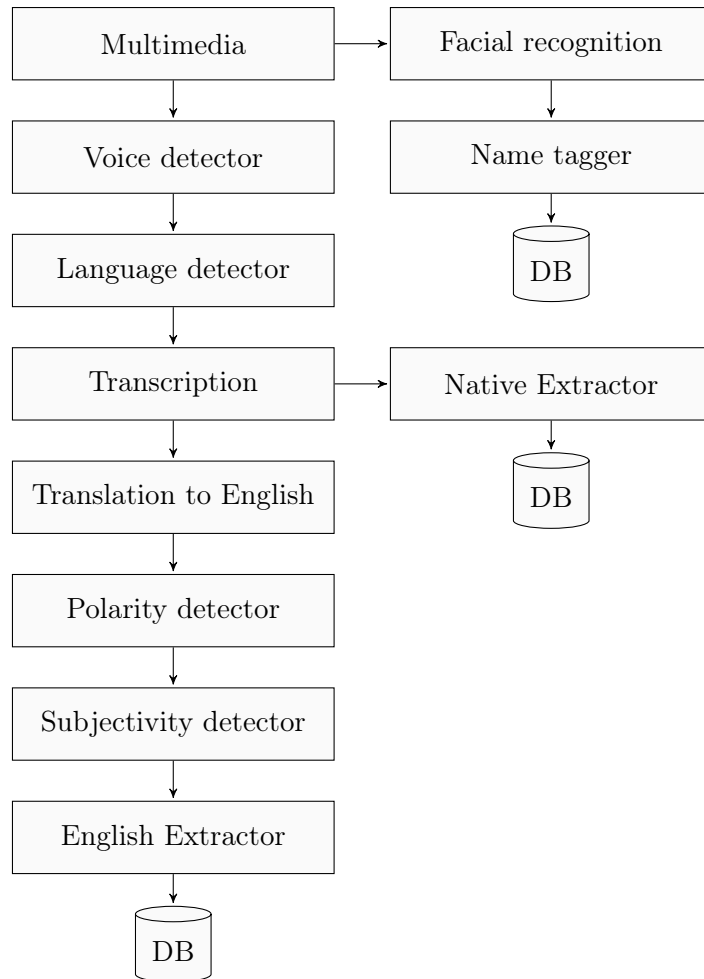 Multimedia
Facial recognition
Voice detector
Name tagger
Language detector
DB
Transcription
Native Extractor
Translation to English
DB
Polarity detector
Subjectivity detector
English Extractor
DB